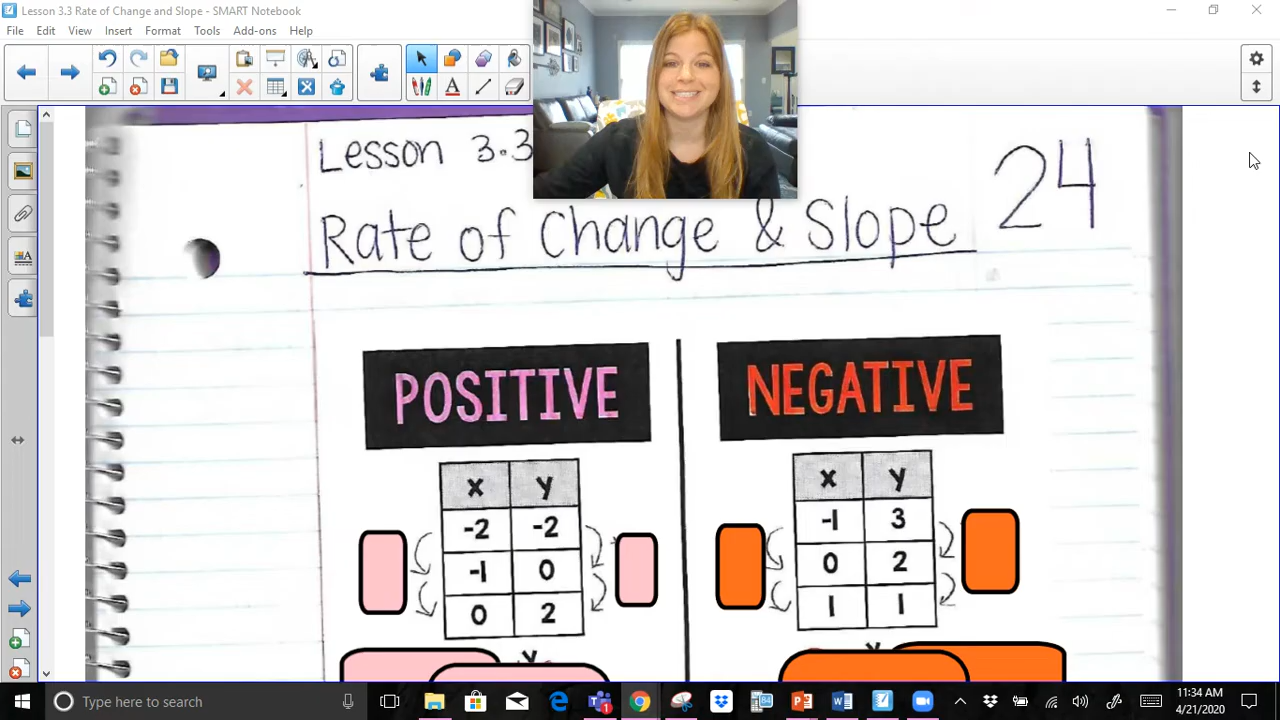 Lesson 3.3 Rate of Change and Slope - SMART Notebook
File Edit View Insert Format Tools Add-ons Help
Lesson 3.3
24
Rate of Change & Slope
POSITIVE
x y
-2 -2
-1 0
0 2
y
NEGATIVE
x y
-1 3
0 2
1 1
Type here to search
11:34 AM
4/21/2020